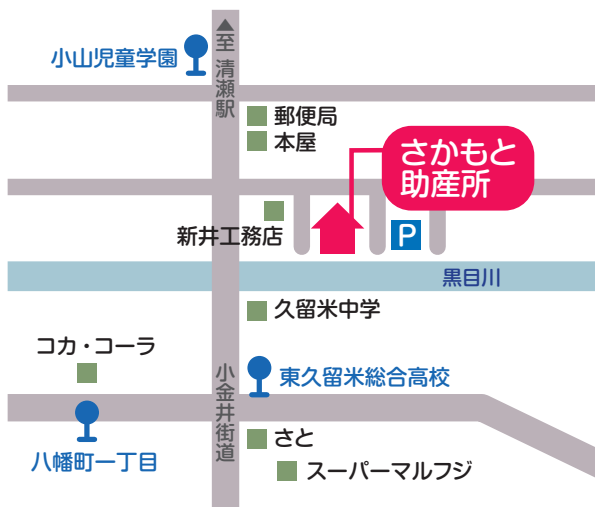 ▲至 清瀬駅
小山児童学園
郵便局
本屋
さかもと
助産所
新井工務店
P
黒目川
久留米中学
コカ・コーラ
小金井街道
東久留米総合高校
さと
八幡町一丁目
スーパーマルフジ